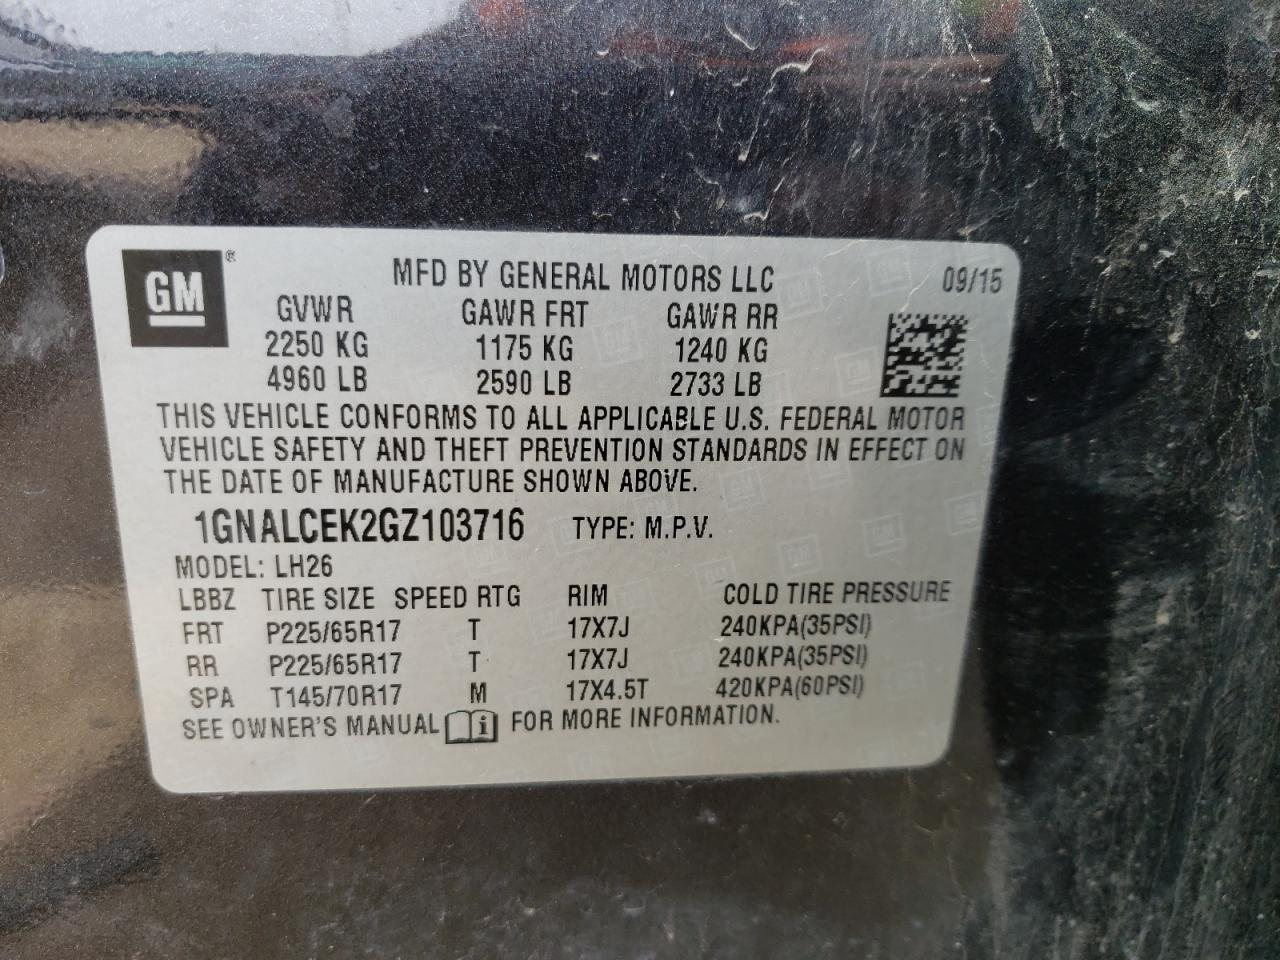 GM ®
MFD BY GENERAL MOTORS LLC 09/15
GVWR GAWR FRT GAWR RR
2250 KG 1175 KG 1240 KG
4960 LB 2590 LB 2733 LB
THIS VEHICLE CONFORMS TO ALL APPLICABLE U.S. FEDERAL MOTOR
VEHICLE SAFETY AND THEFT PREVENTION STANDARDS IN EFFECT ON
THE DATE OF MANUFACTURE SHOWN ABOVE.
1GNALCEK2GZ103716 TYPE: M.P.V.
MODEL: LH26
LBBZ TIRE SIZE SPEED RTG RIM COLD TIRE PRESSURE
FRT P225/65R17 T 17X7J 240KPA(35PSI)
RR P225/65R17 T 17X7J 240KPA(35PSI)
SPA T145/70R17 M 17X4.5T 420KPA(60PSI)
SEE OWNER'S MANUAL i FOR MORE INFORMATION.